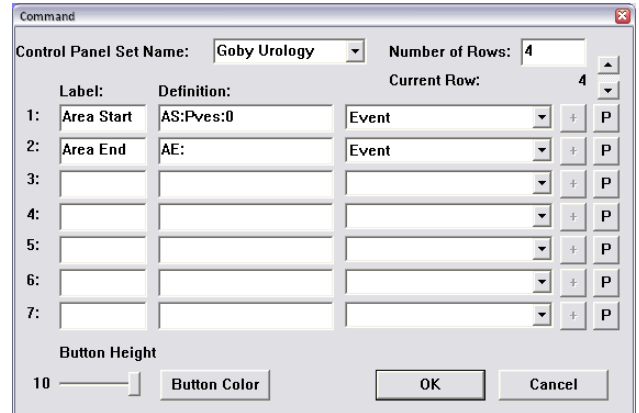 Command
Control Panel Set Name: Goby Urology Number of Rows: 4
Current Row: 4
Label: Definition:
1: Area Start AS:Pves:0 Event + P
2: Area End AE: Event + P
3: + P
4: + P
5: + P
6: + P
7: + P
Button Height
10 Button Color OK Cancel